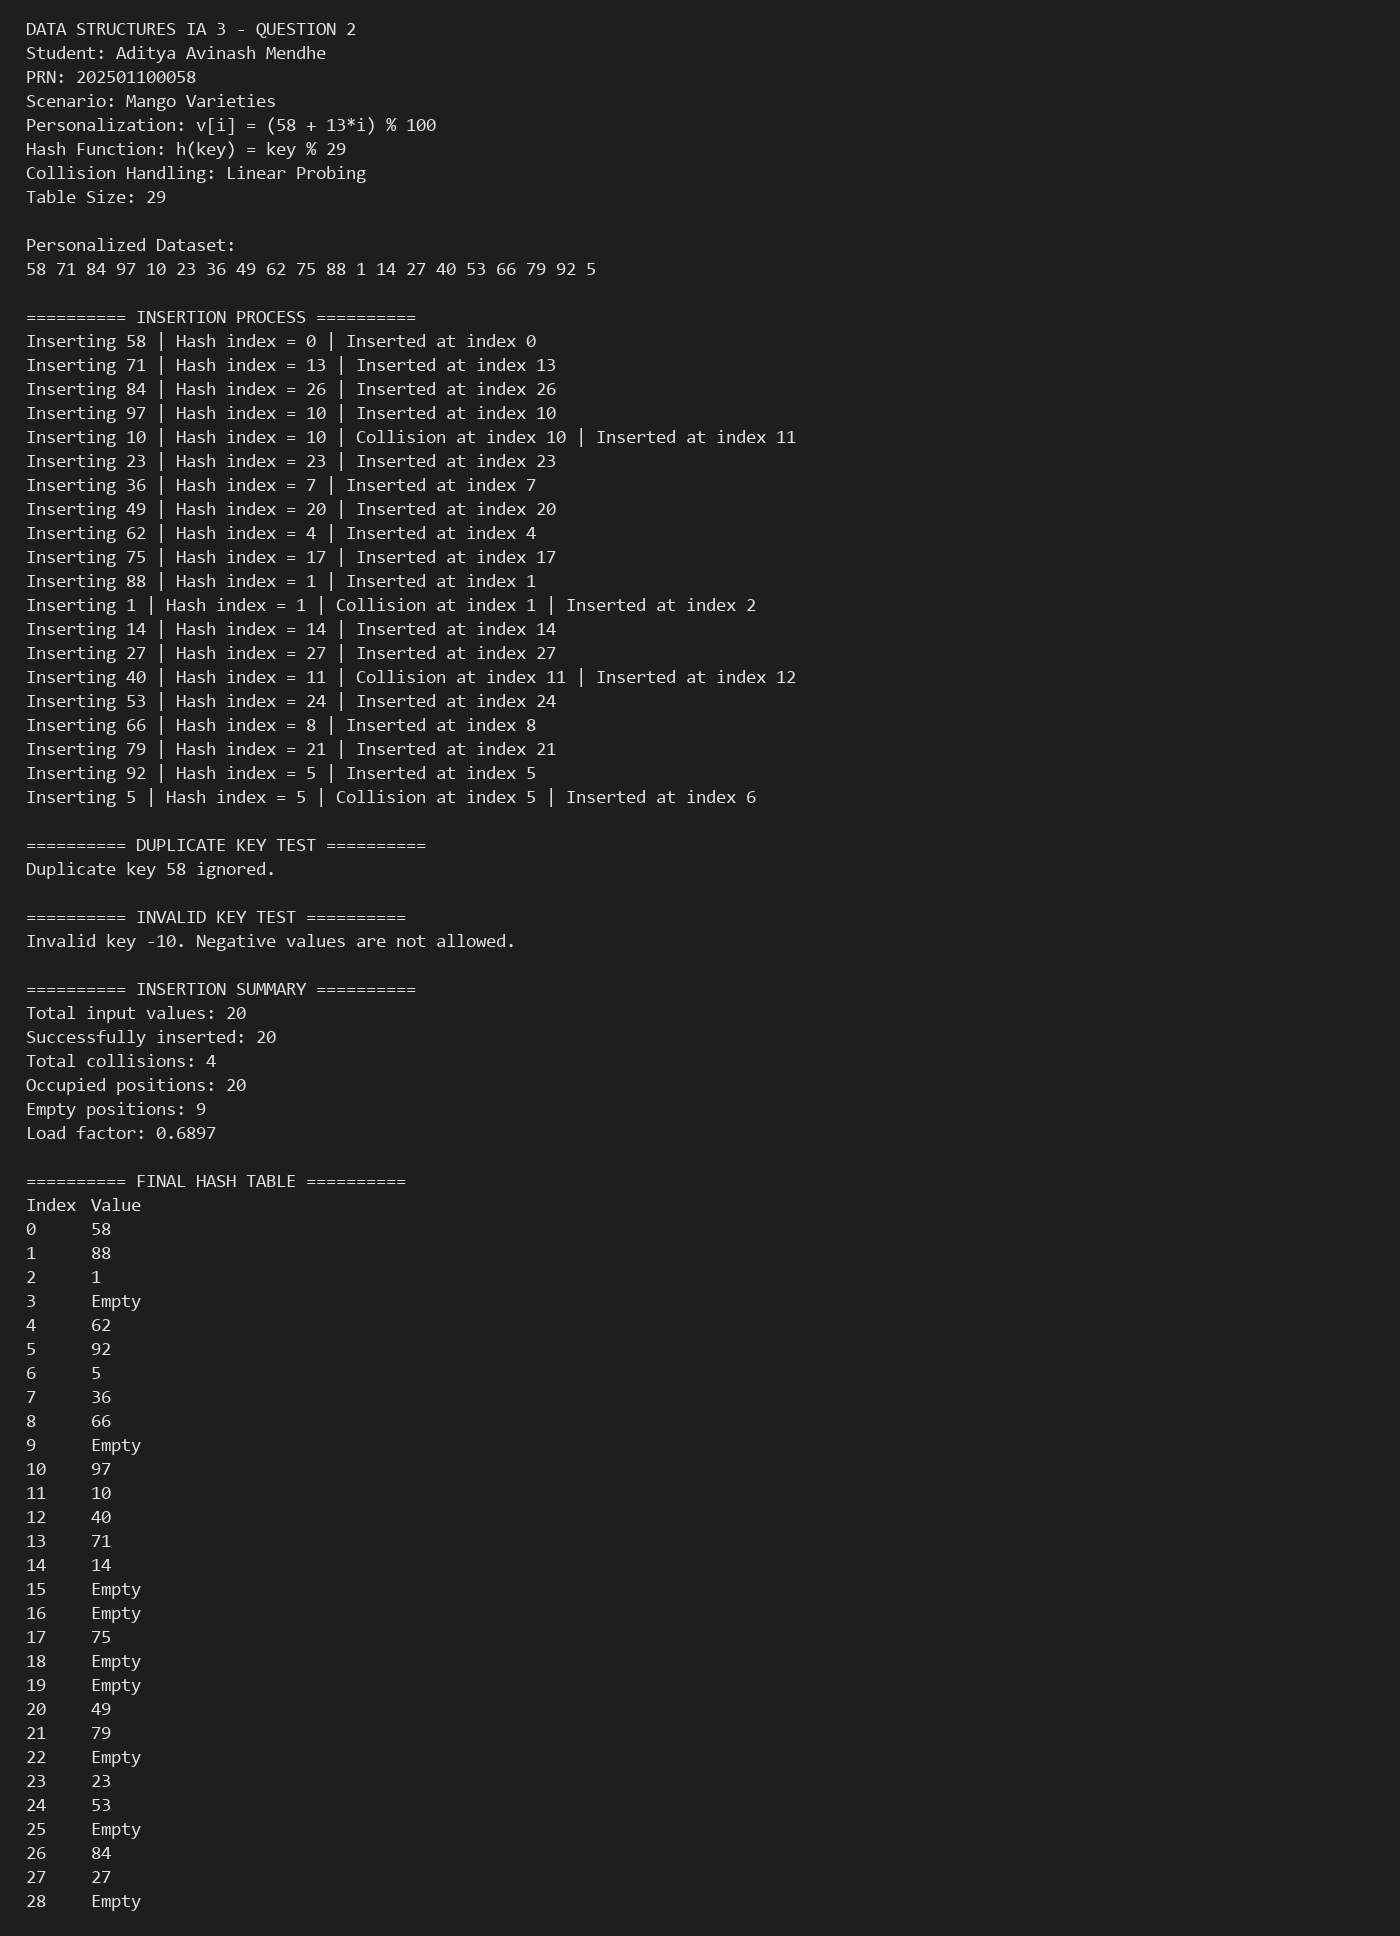 DATA STRUCTURES IA 3 - QUESTION 2
Student: Aditya Avinash Mendhe
PRN: 202501100058
Scenario: Mango Varieties
Personalization: v[i] = (58 + 13*i) % 100
Hash Function: h(key) = key % 29
Collision Handling: Linear Probing
Table Size: 29
Personalized Dataset:
58 71 84 97 10 23 36 49 62 75 88 1 14 27 40 53 66 79 92 5
========== INSERTION PROCESS ==========
Inserting 58 | Hash index = 0 | Inserted at index 0
Inserting 71 | Hash index = 13 | Inserted at index 13
Inserting 84 | Hash index = 26 | Inserted at index 26
Inserting 97 | Hash index = 10 | Inserted at index 10
Inserting 10 | Hash index = 10 | Collision at index 10 | Inserted at index 11
Inserting 23 | Hash index = 23 | Inserted at index 23
Inserting 36 | Hash index = 7 | Inserted at index 7
Inserting 49 | Hash index = 20 | Inserted at index 20
Inserting 62 | Hash index = 4 | Inserted at index 4
Inserting 75 | Hash index = 17 | Inserted at index 17
Inserting 88 | Hash index = 1 | Inserted at index 1
Inserting 1 | Hash index = 1 | Collision at index 1 | Inserted at index 2
Inserting 14 | Hash index = 14 | Inserted at index 14
Inserting 27 | Hash index = 27 | Inserted at index 27
Inserting 40 | Hash index = 11 | Collision at index 11 | Inserted at index 12
Inserting 53 | Hash index = 24 | Inserted at index 24
Inserting 66 | Hash index = 8 | Inserted at index 8
Inserting 79 | Hash index = 21 | Inserted at index 21
Inserting 92 | Hash index = 5 | Inserted at index 5
Inserting 5 | Hash index = 5 | Collision at index 5 | Inserted at index 6
========== DUPLICATE KEY TEST ==========
Duplicate key 58 ignored.
========== INVALID KEY TEST ==========
Invalid key -10. Negative values are not allowed.
========== INSERTION SUMMARY ==========
Total input values: 20
Successfully inserted: 20
Total collisions: 4
Occupied positions: 20
Empty positions: 9
Load factor: 0.6897
========== FINAL HASH TABLE ==========
Index Value
0 58
1 88
2 1
3 Empty
4 62
5 92
6 5
7 36
8 66
9 Empty
10 97
11 10
12 40
13 71
14 14
15 Empty
16 Empty
17 75
18 Empty
19 Empty
20 49
21 79
22 Empty
23 23
24 53
25 Empty
26 84
27 27
28 Empty